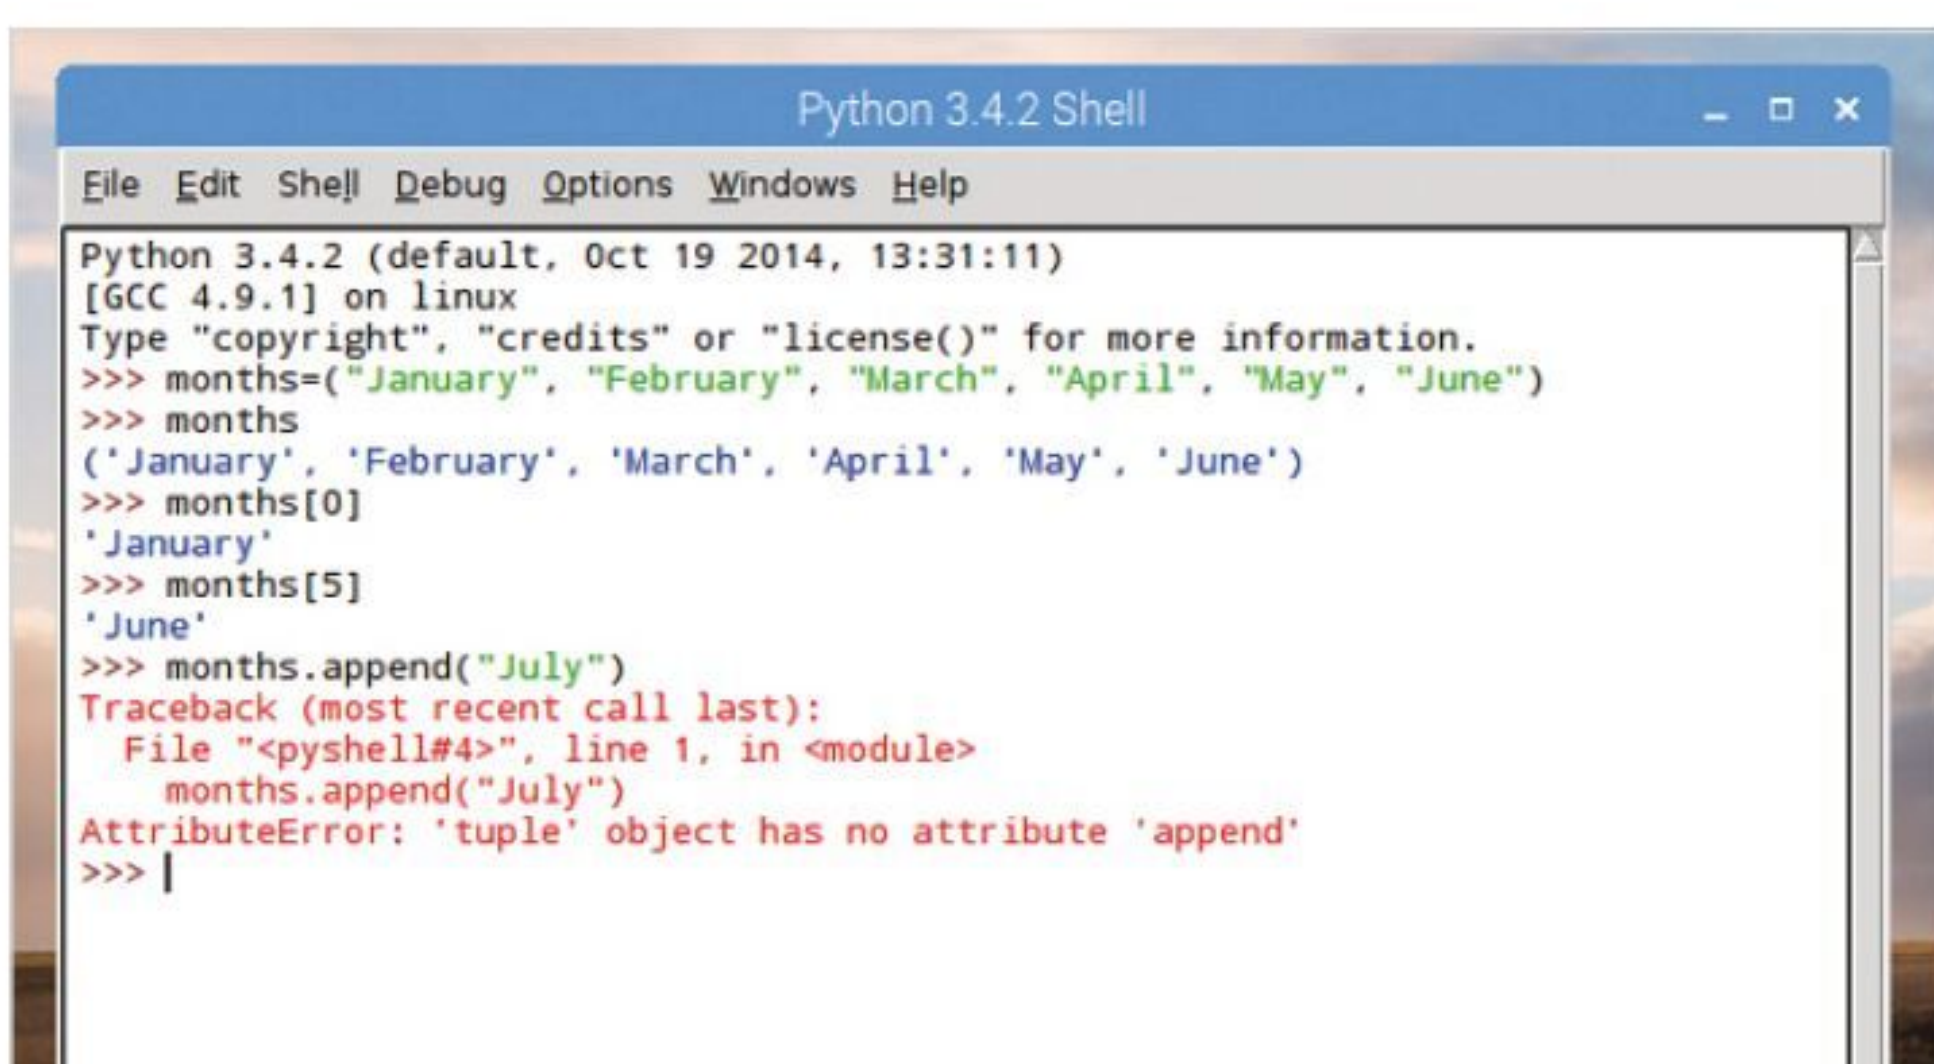 Python 3.4.2 Shell
File Edit Shell Debug Options Windows Help
Python 3.4.2 (default, Oct 19 2014, 13:31:11)
[GCC 4.9.1] on linux
Type "copyright", "credits" or "license()" for more information.
>>> months=("January", "February", "March", "April", "May", "June")
>>> months
('January', 'February', 'March', 'April', 'May', 'June')
>>> months[0]
'January'
>>> months[5]
'June'
>>> months.append("July")
Traceback (most recent call last):
  File "<pyshell#4>", line 1, in <module>
    months.append("July")
AttributeError: 'tuple' object has no attribute 'append'
>>>